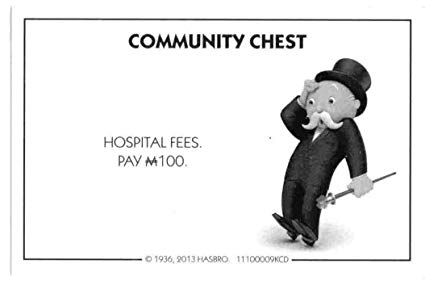 COMMUNITY CHEST
HOSPITAL FEES.
PAY ₩100.
© 1936, 2013 HASBRO. 11100009KCD